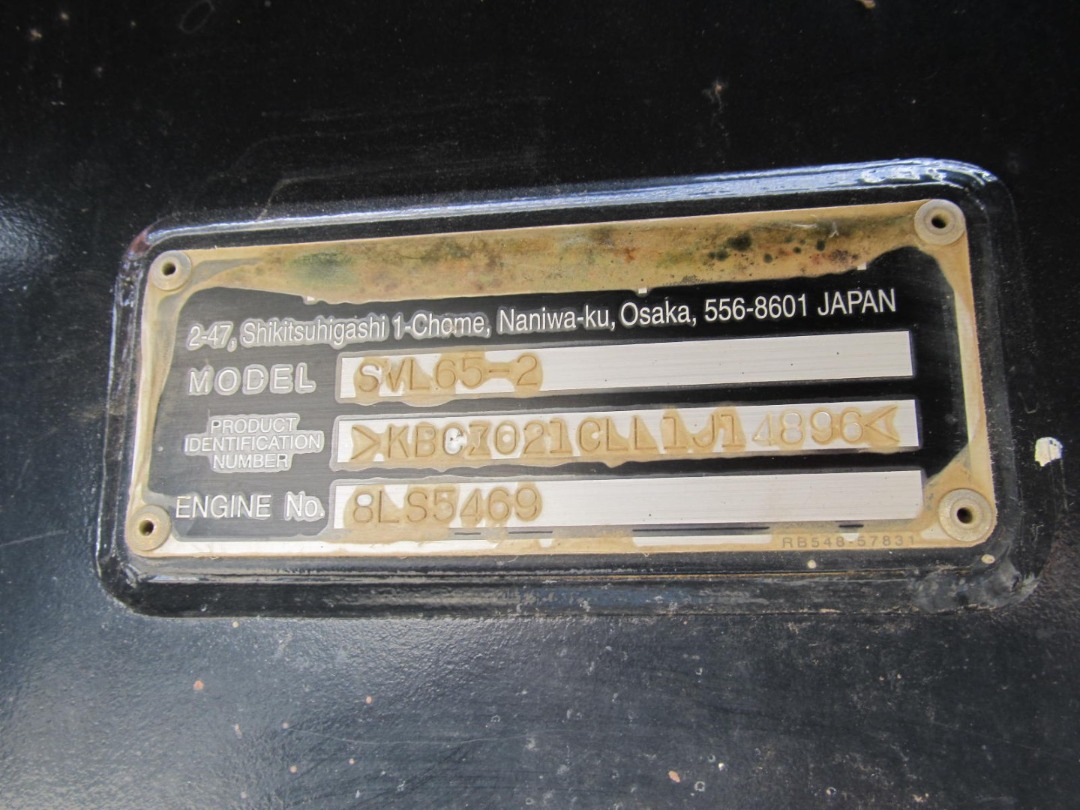 2-47, Shikitsuhigashi 1-Chome, Naniwa-ku, Osaka, 556-8601 JAPAN
MODEL SVL65-2
PRODUCT
IDENTIFICATION
NUMBER
>KBCZ021CLL1J14896<
ENGINE No. 8LS5469
RB548-57831